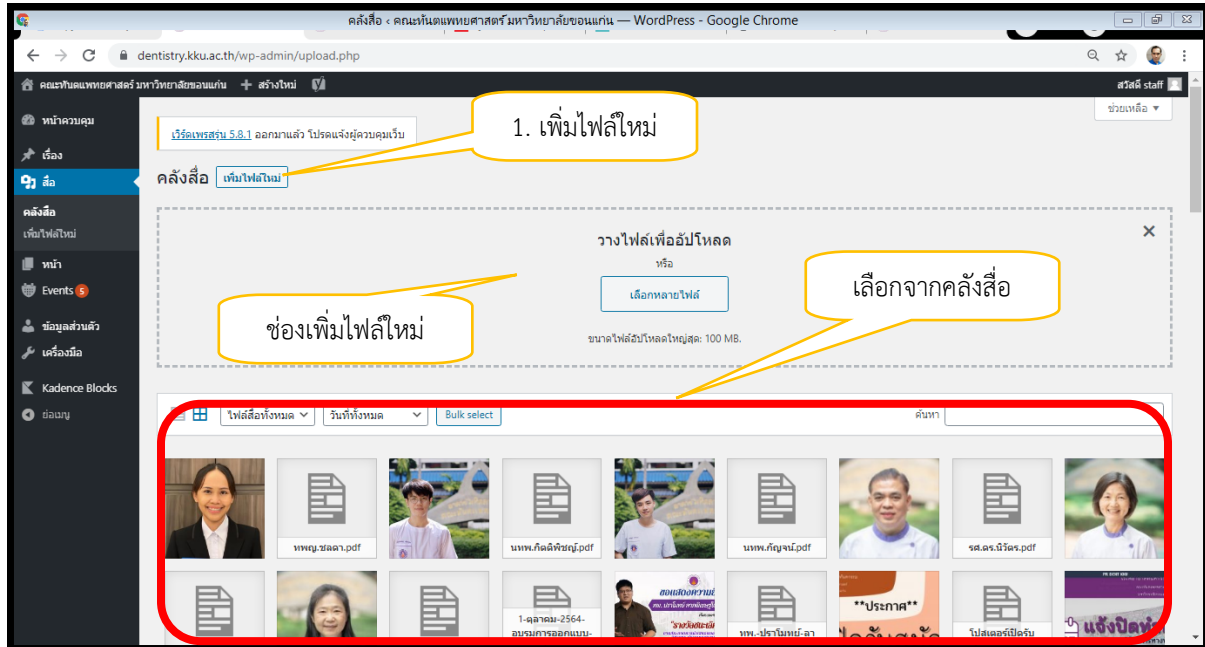 คลังสื่อ ‹ คณะทันตแพทยศาสตร์ มหาวิทยาลัยขอนแก่น — WordPress - Google Chrome
dentistry.kku.ac.th/wp-admin/upload.php
คณะทันตแพทยศาสตร์ มหาวิทยาลัยขอนแก่น + สร้างใหม่
สวัสดี staff
ช่วยเหลือ
หน้าควบคุม
เรื่อง
สื่อ
คลังสื่อ
เพิ่มไฟล์ใหม่
หน้า
Events 5
ข้อมูลส่วนตัว
เครื่องมือ
Kadence Blocks
ย่อเมนู
เวิร์ดเพรสรุ่น 5.8.1 ออกมาแล้ว โปรดแจ้งผู้ควบคุมเว็บ
1. เพิ่มไฟล์ใหม่
คลังสื่อ เพิ่มไฟล์ใหม่
วางไฟล์เพื่ออัปโหลด
หรือ
เลือกหลายไฟล์
ขนาดไฟล์อัปโหลดใหญ่สุด: 100 MB.
ช่องเพิ่มไฟล์ใหม่
เลือกจากคลังสื่อ
ไฟล์สื่อทั้งหมด วันที่ทั้งหมด Bulk select ค้นหา
ทพญ.ชลดา.pdf
นทพ.กิตติพิชญ์.pdf
นทพ.กัญจน์.pdf
รศ.ดร.นิวัตร.pdf
1-ตุลาคม-2564-
อบรมการออกแบบ-
ทพ.-ปราโมทย์-ลา
**ประกาศ**
โปสเตอร์เปิดรับ